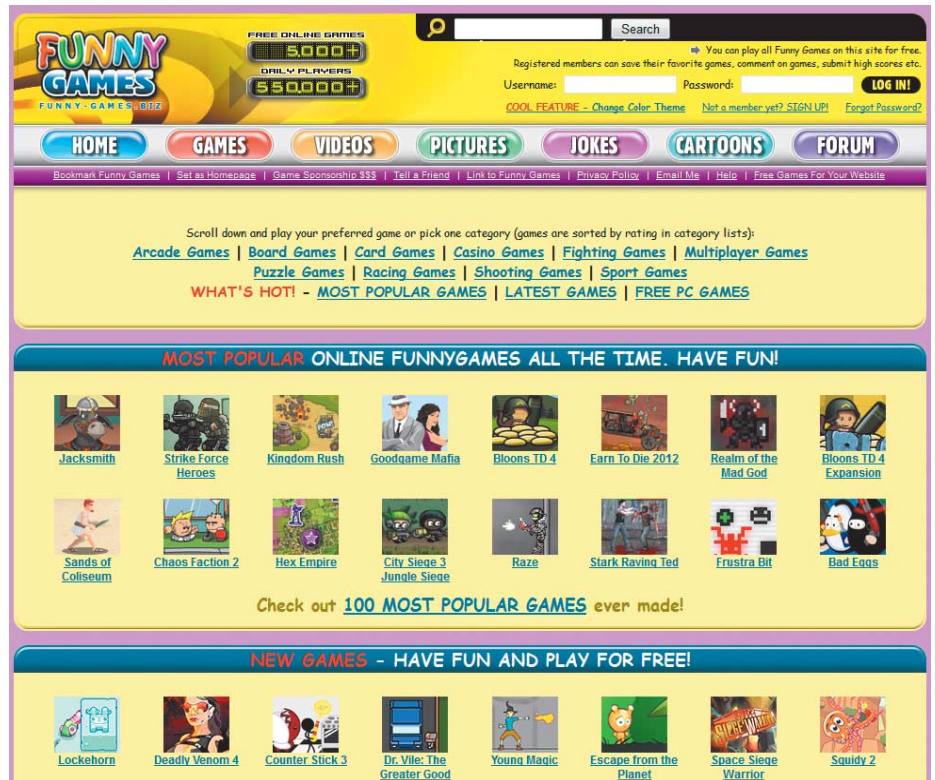 FUNNY
GAMES
FUNNY-GAMES.BIZ
FREE ONLINE GAMES
5,000+
DAILY PLAYERS
550,000+
Search
You can play all Funny Games on this site for free.
Registered members can save their favorite games, comment on games, submit high scores etc.
Username: Password: LOG IN!
COOL FEATURE - Change Color Theme Not a member yet? SIGN UP! Forgot Password?
HOME GAMES VIDEOS PICTURES JOKES CARTOONS FORUM
Bookmark Funny Games | Set as Homepage | Game Sponsorship $$$ | Tell a Friend | Link to Funny Games | Privacy Policy | Email Me | Help | Free Games For Your Website
Scroll down and play your preferred game or pick one category (games are sorted by rating in category lists):
Arcade Games | Board Games | Card Games | Casino Games | Fighting Games | Multiplayer Games
Puzzle Games | Racing Games | Shooting Games | Sport Games
WHAT'S HOT! - MOST POPULAR GAMES | LATEST GAMES | FREE PC GAMES
MOST POPULAR ONLINE FUNNYGAMES ALL THE TIME. HAVE FUN!
Jacksmith Strike Force Kingdom Rush Goodgame Mafia Bloons TD 4 Earn To Die 2012 Realm of the Bloons TD 4
Heroes Mad God Expansion
Sands of Chaos Faction 2 Hex Empire City Siege 3 Raze Stark Raving Ted Frustra Bit Bad Eggs
Coliseum Jungle Siege
Check out 100 MOST POPULAR GAMES ever made!
NEW GAMES - HAVE FUN AND PLAY FOR FREE!
Lockehorn Deadly Venom 4 Counter Stick 3 Dr. Vile: The Young Magic Escape from the Space Siege Squidy 2
Greater Good Planet Warrior